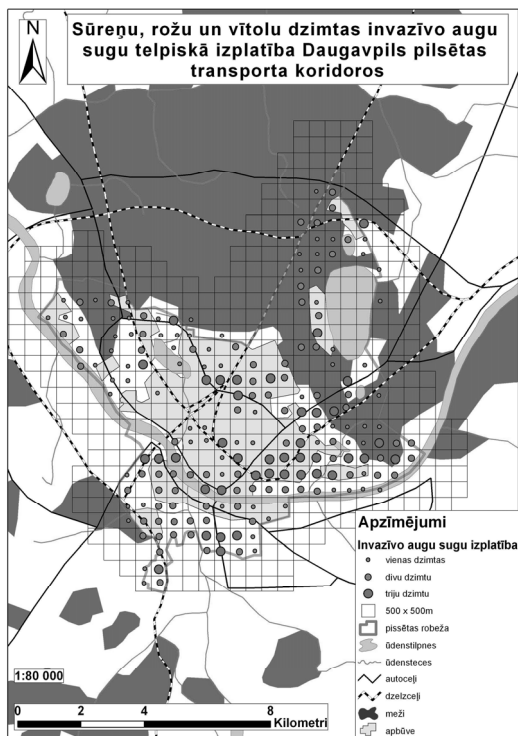 N
Sūreņu, rožu un vītolu dzimtas invazīvo augu
sugu telpiskā izplatība Daugavpils pilsētas
transporta koridoros
Apzīmējumi
Invazīvo augu sugu izplatība
vienas dzimtas
divu dzimtu
triju dzimtu
500 x 500m
pissētas robeža
ūdenstilpnes
ūdensteces
autoceļi
dzelzceļi
meži
apbūve
1:80 000
0 2 4 8
Kilometri